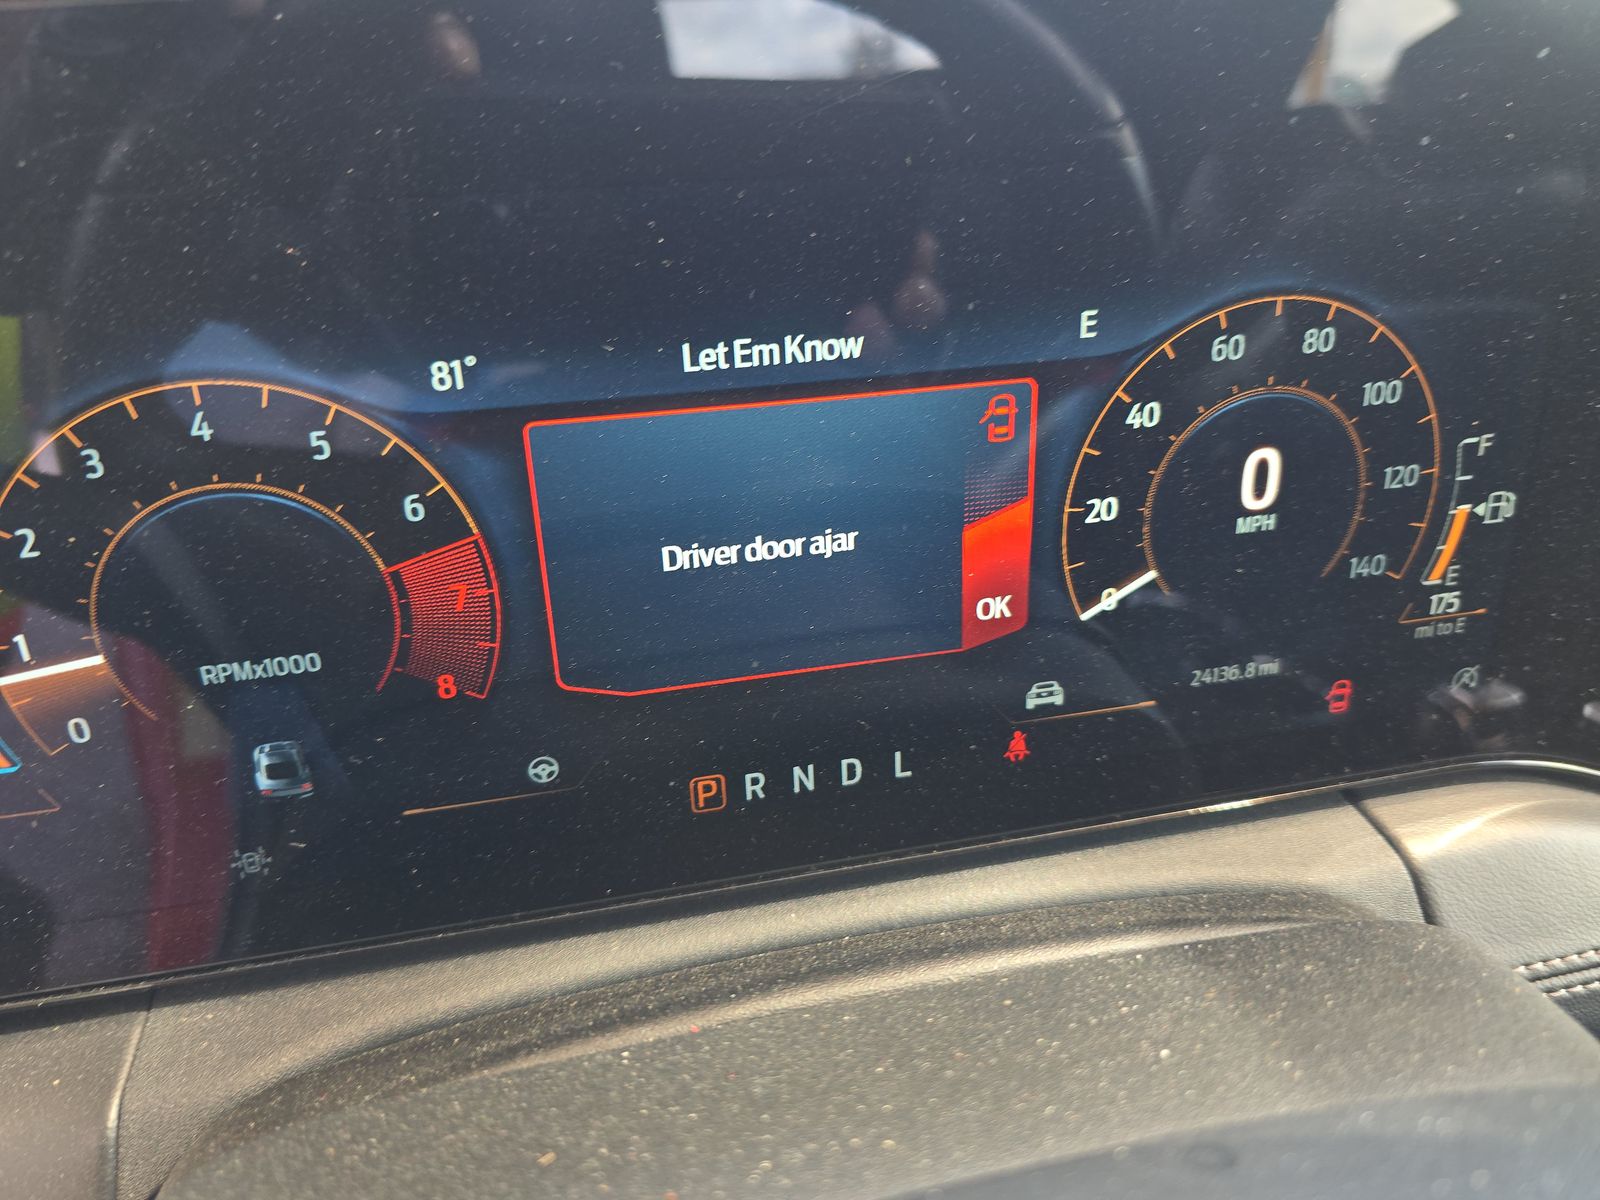 81° Let Em Know E
Driver door ajar
OK
0 1 2 3 4 5 6 7 8
RPMx1000
0 20 40 60 80 100 120 140
0
MPH
F
E
175
mi to E
24136.8 mi
P R N D L